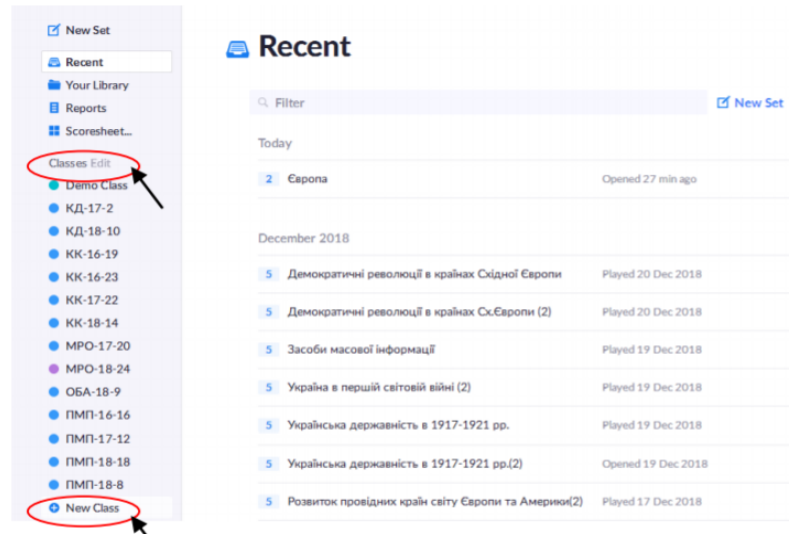 New Set
Recent
Your Library
Reports
Scoresheet...
Classes Edit
Demo Class
КД-17-2
КД-18-10
КК-16-19
КК-16-23
КК-17-22
КК-18-14
МРО-17-20
МРО-18-24
ОБА-18-9
ПМП-16-16
ПМП-17-12
ПМП-18-18
ПМП-18-8
New Class
Recent
Filter
New Set
Today
2 Європа Opened 27 min ago
December 2018
5 Демократичні революції в країнах Східної Європи Played 20 Dec 2018
5 Демократичні революції в країнах Сх.Європи (2) Played 20 Dec 2018
5 Засоби масової інформації Played 19 Dec 2018
5 Україна в першій світовій війні (2) Played 19 Dec 2018
5 Українська державність в 1917-1921 рр. Played 19 Dec 2018
5 Українська державність в 1917-1921 рр.(2) Opened 19 Dec 2018
5 Розвиток провідних країн світу Європи та Америки(2) Played 17 Dec 2018